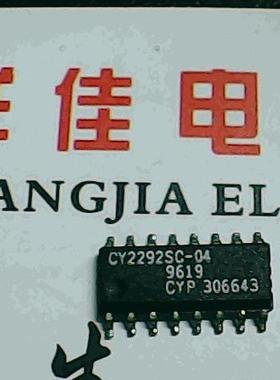 佳电
ANGJIA EL
CY2292SC-04
9619
CYP 306643